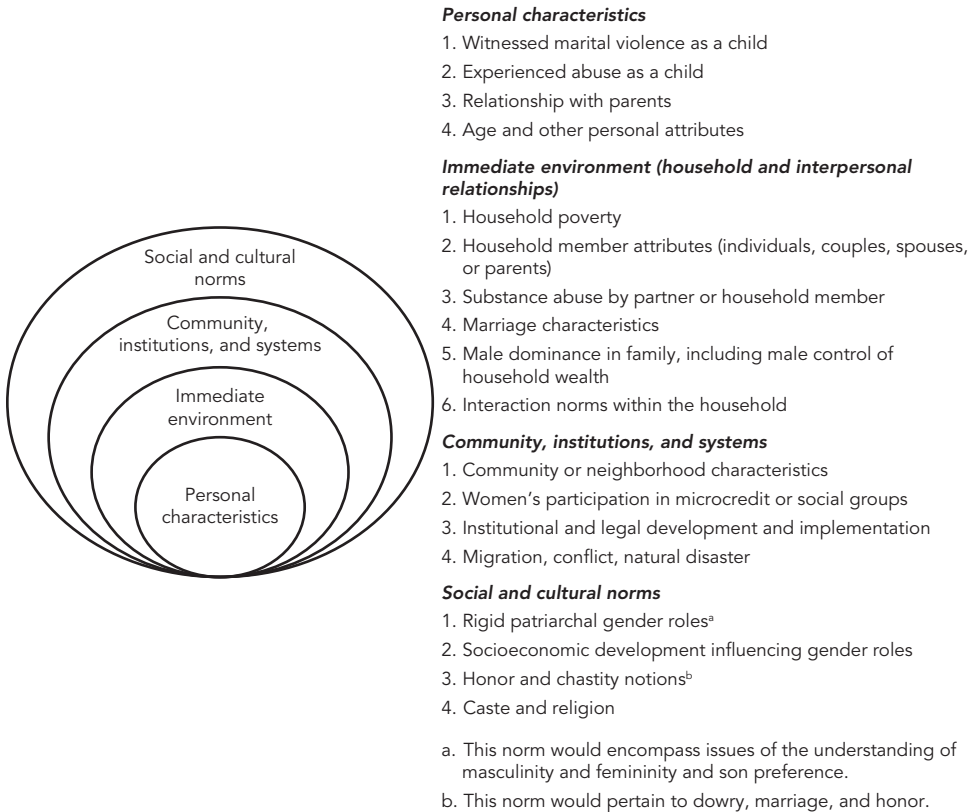 Social and cultural
norms
Community,
institutions, and systems
Immediate
environment
Personal
characteristics
Personal characteristics
1. Witnessed marital violence as a child
2. Experienced abuse as a child
3. Relationship with parents
4. Age and other personal attributes
Immediate environment (household and interpersonal
relationships)
1. Household poverty
2. Household member attributes (individuals, couples, spouses,
or parents)
3. Substance abuse by partner or household member
4. Marriage characteristics
5. Male dominance in family, including male control of
household wealth
6. Interaction norms within the household
Community, institutions, and systems
1. Community or neighborhood characteristics
2. Women’s participation in microcredit or social groups
3. Institutional and legal development and implementation
4. Migration, conflict, natural disaster
Social and cultural norms
1. Rigid patriarchal gender rolesᵃ
2. Socioeconomic development influencing gender roles
3. Honor and chastity notionsᵇ
4. Caste and religion
a. This norm would encompass issues of the understanding of
masculinity and femininity and son preference.
b. This norm would pertain to dowry, marriage, and honor.